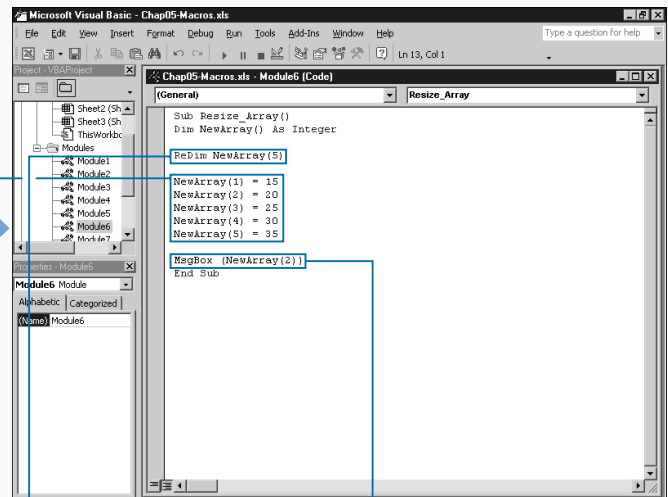 Microsoft Visual Basic - Chap05-Macros.xls
File Edit View Insert Format Debug Run Tools Add-Ins Window Help Type a question for help
Ln 13, Col 1
Project - VBAProject
Sheet2 (Sh
Sheet3 (Sh
ThisWorkbo
Modules
Module1
Module2
Module3
Module4
Module5
Module6
Module7
Properties - Module6
Module6 Module
Alphabetic Categorized
(Name) Module6
Chap05-Macros.xls - Module6 (Code)
(General) Resize_Array
Sub Resize_Array()
Dim NewArray() As Integer
ReDim NewArray(5)
NewArray(1) = 15
NewArray(2) = 20
NewArray(3) = 25
NewArray(4) = 30
NewArray(5) = 35
MsgBox (NewArray(2))
End Sub